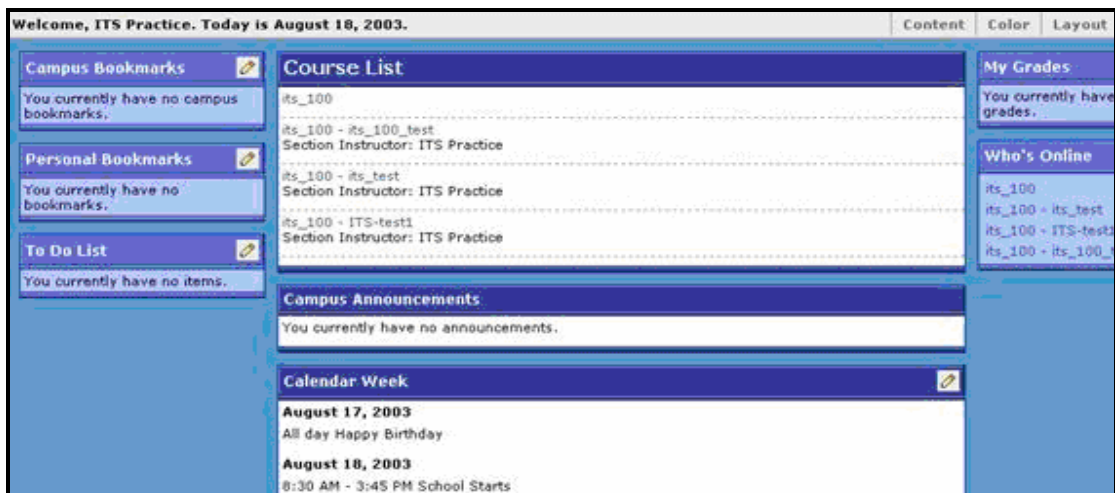 Welcome, ITS Practice. Today is August 18, 2003.
Content
Color
Layout
Campus Bookmarks
You currently have no campus
bookmarks.
Personal Bookmarks
You currently have no
bookmarks.
To Do List
You currently have no items.
Course List
its_100
its_100 - its_100_test
Section Instructor: ITS Practice
its_100 - its_test
Section Instructor: ITS Practice
its_100 - ITS-test1
Section Instructor: ITS Practice
Campus Announcements
You currently have no announcements.
Calendar Week
August 17, 2003
All day Happy Birthday
August 18, 2003
8:30 AM - 3:45 PM School Starts
My Grades
You currently have
grades.
Who's Online
its_100
its_100 - its_test
its_100 - ITS-test1
its_100 - its_100_